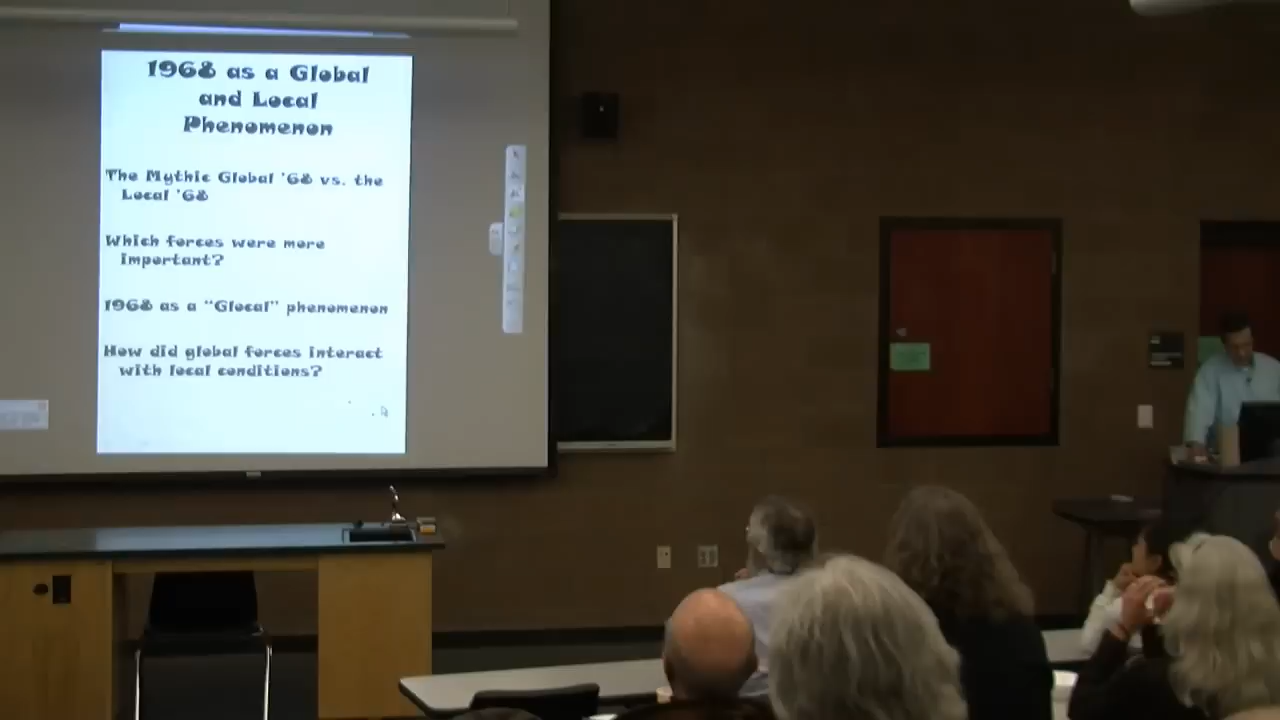 1968 as a Global
and Local
Phenomenon
The Mythic Global '68 vs. the
Local '68
Which forces were more
important?
1968 as a "Glocal" phenomenon
How did global forces interact
with local conditions?